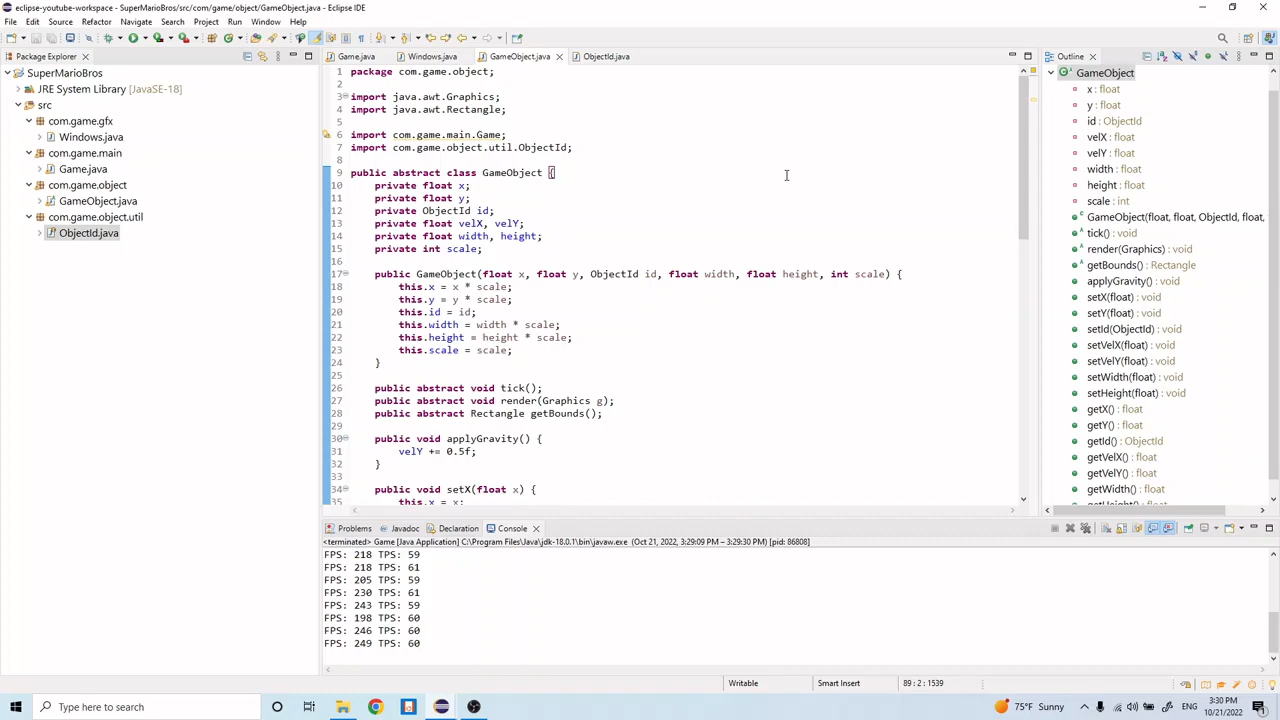 eclipse-youtube-workspace - SuperMarioBros/src/com/game/object/GameObject.java - Eclipse IDE
File Edit Source Refactor Navigate Search Project Run Window Help
Package Explorer
SuperMarioBros
JRE System Library [JavaSE-18]
src
com.game.gfx
Windows.java
com.game.main
Game.java
com.game.object
GameObject.java
com.game.object.util
ObjectId.java
Game.java Windows.java GameObject.java ObjectId.java
1 package com.game.object;
2
3 import java.awt.Graphics;
4 import java.awt.Rectangle;
5
6 import com.game.main.Game;
7 import com.game.object.util.ObjectId;
8
9 public abstract class GameObject {
10 private float x;
11 private float y;
12 private ObjectId id;
13 private float velX, velY;
14 private float width, height;
15 private int scale;
16
17 public GameObject(float x, float y, ObjectId id, float width, float height, int scale) {
18 this.x = x * scale;
19 this.y = y * scale;
20 this.id = id;
21 this.width = width * scale;
22 this.height = height * scale;
23 this.scale = scale;
24 }
25
26 public abstract void tick();
27 public abstract void render(Graphics g);
28 public abstract Rectangle getBounds();
29
30 public void applyGravity() {
31 velY += 0.5f;
32 }
33
34 public void setX(float x) {
35 this.x = x;
Outline
GameObject
x : float
y : float
id : ObjectId
velX : float
velY : float
width : float
height : float
scale : int
GameObject(float, float, ObjectId, float,
tick() : void
render(Graphics) : void
getBounds() : Rectangle
applyGravity() : void
setX(float) : void
setY(float) : void
setId(ObjectId) : void
setVelX(float) : void
setVelY(float) : void
setWidth(float) : void
setHeight(float) : void
getX() : float
getY() : float
getId() : ObjectId
getVelX() : float
getVelY() : float
getWidth() : float
getHeight() : float
Problems Javadoc Declaration Console
<terminated> Game [Java Application] C:\Program Files\Java\jdk-18.0.1\bin\javaw.exe (Oct 21, 2022, 3:29:09 PM – 3:29:30 PM) [pid: 86808]
FPS: 218 TPS: 59
FPS: 218 TPS: 61
FPS: 205 TPS: 59
FPS: 230 TPS: 61
FPS: 243 TPS: 59
FPS: 198 TPS: 60
FPS: 246 TPS: 60
FPS: 249 TPS: 60
Writable Smart Insert 89 : 2 : 1539
Type here to search
75°F Sunny
3:30 PM
10/21/2022